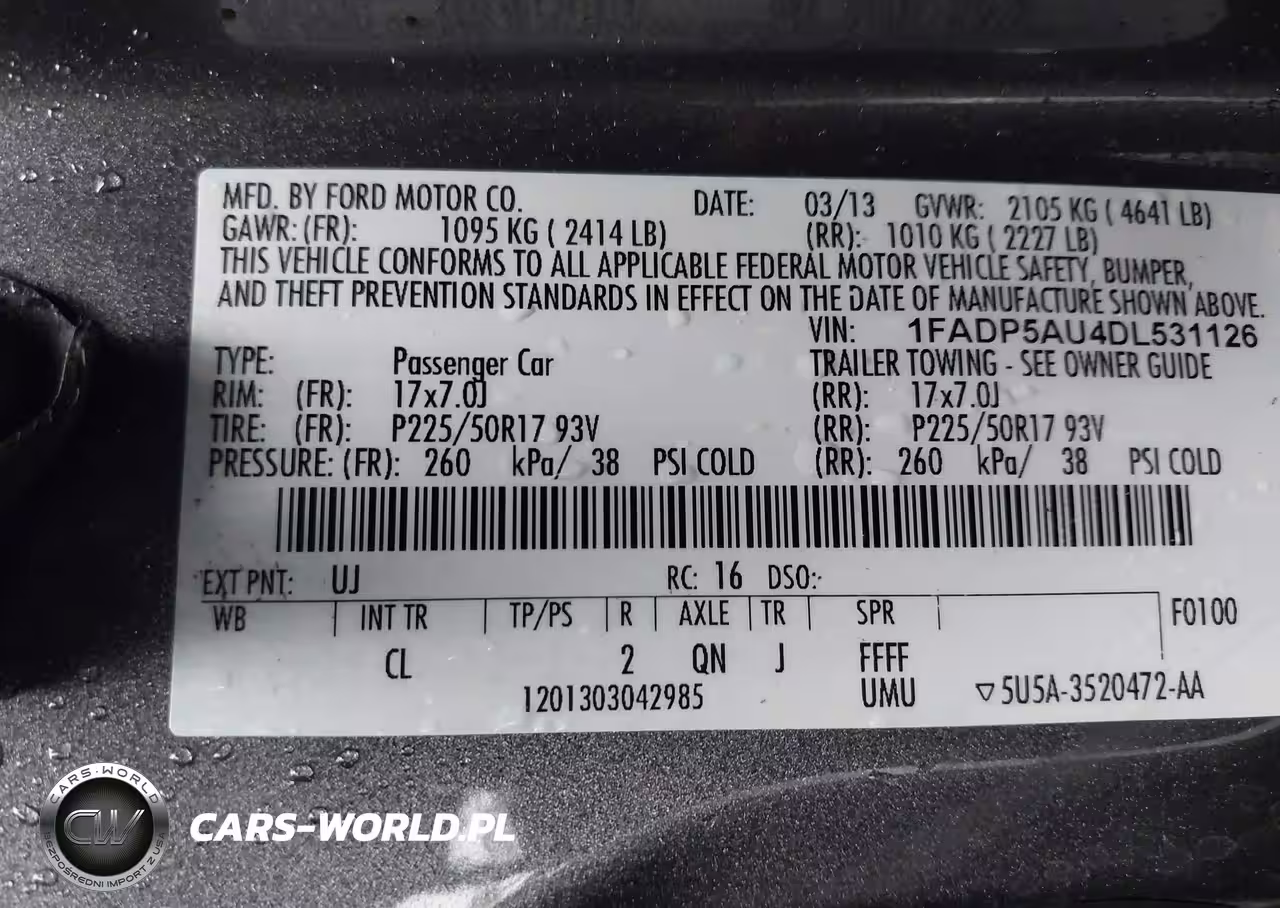 MFD. BY FORD MOTOR CO. DATE: 03/13 GVWR: 2105 KG ( 4641 LB)
GAWR: (FR): 1095 KG ( 2414 LB) (RR): 1010 KG ( 2227 LB)
THIS VEHICLE CONFORMS TO ALL APPLICABLE FEDERAL MOTOR VEHICLE SAFETY, BUMPER,
AND THEFT PREVENTION STANDARDS IN EFFECT ON THE DATE OF MANUFACTURE SHOWN ABOVE.
VIN: 1FADP5AU4DL531126
TYPE: Passenger Car TRAILER TOWING - SEE OWNER GUIDE
RIM: (FR): 17x7.0J (RR): 17x7.0J
TIRE: (FR): P225/50R17 93V (RR): P225/50R17 93V
PRESSURE: (FR): 260 kPa/ 38 PSI COLD (RR): 260 kPa/ 38 PSI COLD
EXT PNT: UJ RC: 16 DSO:
WB INT TR TP/PS R AXLE TR SPR F0100
CL 2 QN J FFFF
1201303042985 UMU ▽5U5A-3520472-AA
CARS-WORLD
CW
BEZPOŚREDNI IMPORT Z USA
CARS-WORLD.PL